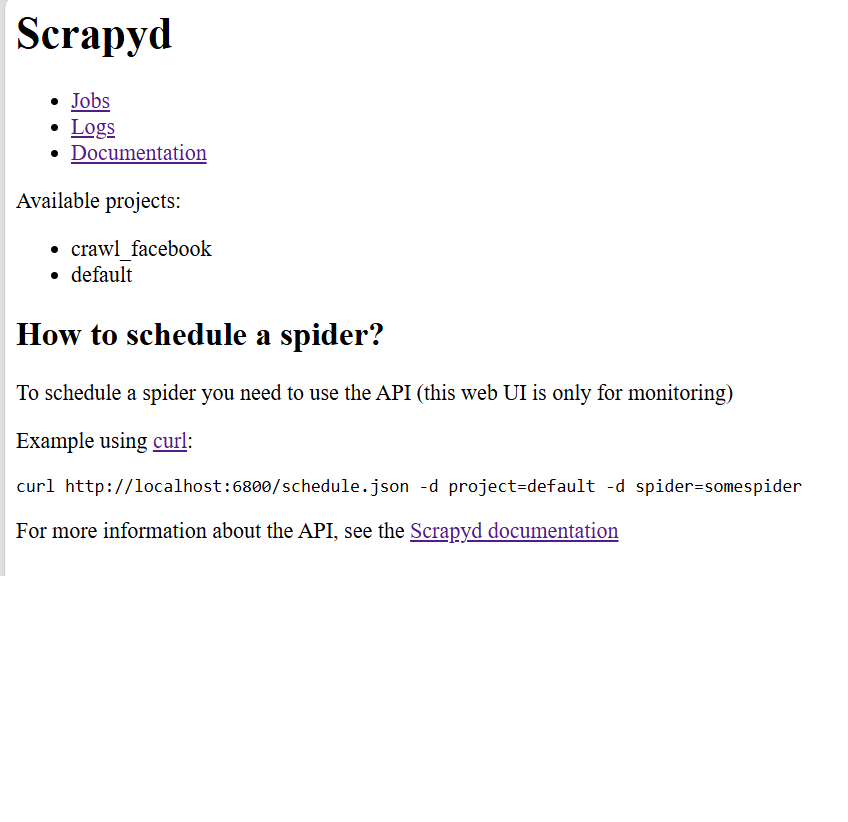 Scrapyd
Jobs
Logs
Documentation
Available projects:
crawl_facebook
default
How to schedule a spider?
To schedule a spider you need to use the API (this web UI is only for monitoring)
Example using curl:
curl http://localhost:6800/schedule.json -d project=default -d spider=somespider
For more information about the API, see the Scrapyd documentation